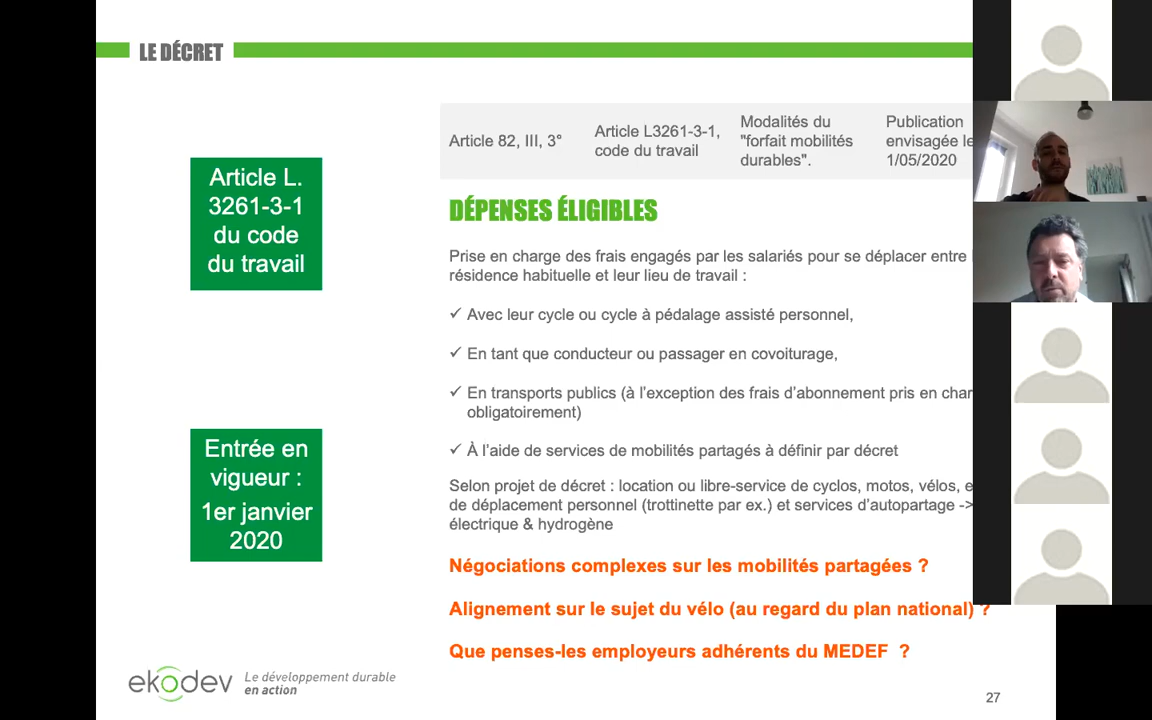 LE DÉCRET
Article 82, III, 3°
Article L3261-3-1,
code du travail
Modalités du
"forfait mobilités
durables".
Publication
envisagée le
1/05/2020
Article L.
3261-3-1
du code
du travail
DÉPENSES ÉLIGIBLES
Prise en charge des frais engagés par les salariés pour se déplacer entre
résidence habituelle et leur lieu de travail :
✓ Avec leur cycle ou cycle à pédalage assisté personnel,
✓ En tant que conducteur ou passager en covoiturage,
✓ En transports publics (à l'exception des frais d'abonnement pris en
obligatoirement)
✓ À l'aide de services de mobilités partagés à définir par décret
Entrée en
vigueur :
1er janvier
2020
Selon projet de décret : location ou libre-service de cyclos, motos, vélos,
de déplacement personnel (trottinette par ex.) et services d'autopartage ->
électrique & hydrogène
Négociations complexes sur les mobilités partagées ?
Alignement sur le sujet du vélo (au regard du plan national) ?
Que penses-les employeurs adhérents du MEDEF ?
ekodev
Le développement durable
en action
27